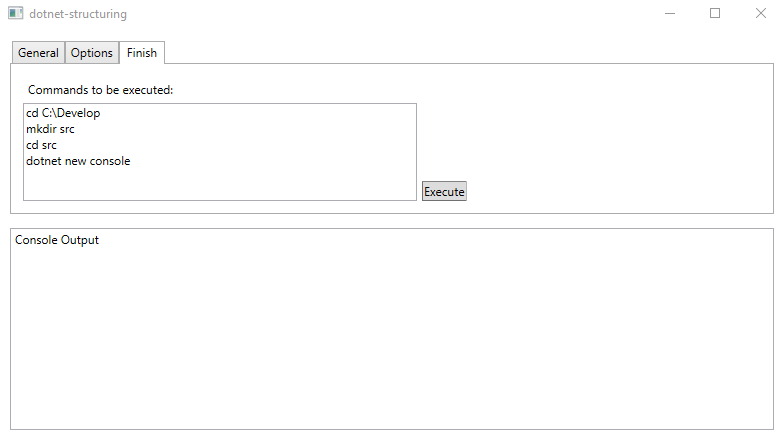 dotnet-structuring
General Options Finish
Commands to be executed:
cd C:\Develop
mkdir src
cd src
dotnet new console
Execute
Console Output